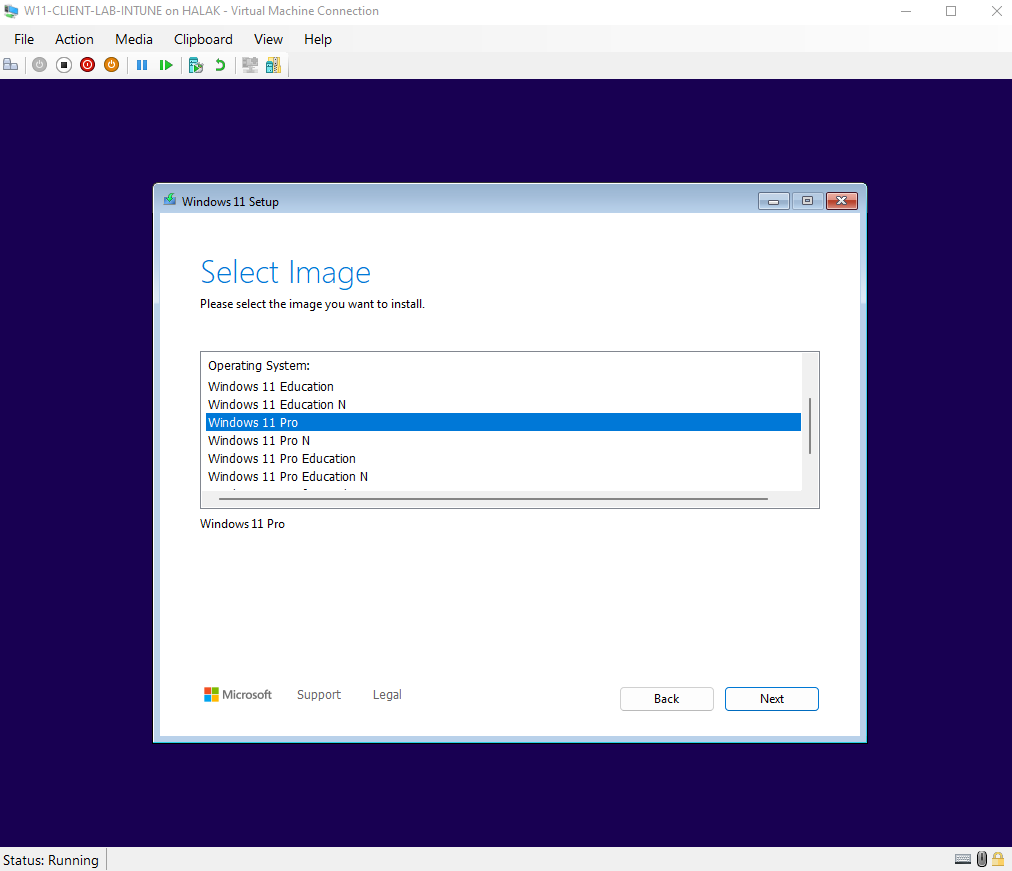 W11-CLIENT-LAB-INTUNE on HALAK - Virtual Machine Connection
File Action Media Clipboard View Help
Windows 11 Setup
Select Image
Please select the image you want to install.
Operating System:
Windows 11 Education
Windows 11 Education N
Windows 11 Pro
Windows 11 Pro N
Windows 11 Pro Education
Windows 11 Pro Education N
Windows 11 Pro
Microsoft Support Legal Back Next
Status: Running